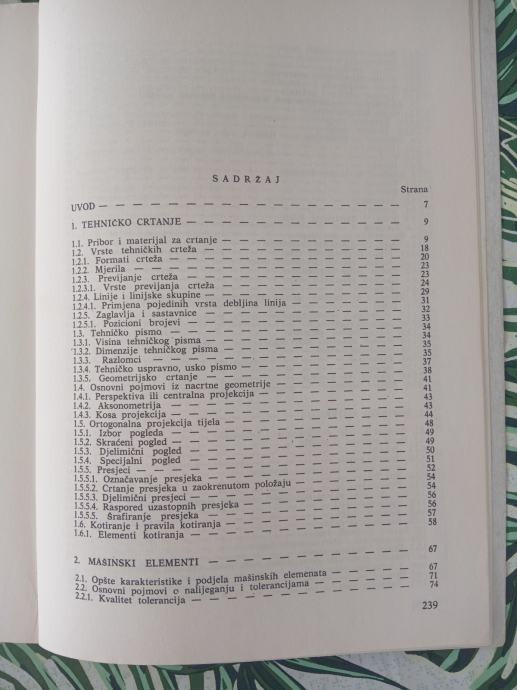 SADRŽAJ
Strana
UVOD — — — — — — — — — — — — — — — 7
1. TEHNIČKO CRTANJE — — — — — — — — — — — 9
1.1. Pribor i materijal za crtanje — — — — — — — — — 9
1.2. Vrste tehničkih crteža — — — — — — — — — — 18
1.2.1. Formati crteža — — — — — — — — — — — 20
1.2.2. Mjerila — — — — — — — — — — — — 23
1.2.3. Previjanje crteža — — — — — — — — — — 23
1.2.3.1. Vrste previjanja crteža — — — — — — — — — 24
1.2.4. Linije i linijske skupine — — — — — — — — — 29
1.2.4.1. Primjena pojedinih vrsta debljina linija — — — — — — 31
1.2.5. Zaglavlja i sastavnice — — — — — — — — — 32
1.2.5.1. Pozicioni brojevi — — — — — — — — — — 33
1.3. Tehničko pismo — — — — — — — — — — — 34
1.3.1. Visina tehničkog pisma — — — — — — — — — 34
1.3.2. Dimenzije tehničkog pisma — — — — — — — — 35
1.3.3. Razlomci — — — — — — — — — — — — 35
1.3.4. Tehničko uspravno, usko pismo — — — — — — — 37
1.3.5. Geometrijsko crtanje — — — — — — — — — 38
1.4. Osnovni pojmovi iz nacrtne geometrije — — — — — — 41
1.4.1. Perspektiva ili centralna projekcija — — — — — — — 41
1.4.2. Aksonometrija — — — — — — — — — — — 43
1.4.3. Kosa projekcija — — — — — — — — — — 43
1.5. Ortogonalna projekcija tijela — — — — — — — — 44
1.5.1. Izbor pogleda — — — — — — — — — — — 48
1.5.2. Skraćeni pogled — — — — — — — — — — 49
1.5.3. Djelimični pogled — — — — — — — — — — 49
1.5.4. Specijalni pogled — — — — — — — — — — 50
1.5.5. Presjeci — — — — — — — — — — — — 51
1.5.5.1. Označavanje presjeka — — — — — — — — — 52
1.5.5.2. Crtanje presjeka u zaokrenutom položaju — — — — — 54
1.5.5.3. Djelimični presjeci — — — — — — — — — — 54
1.5.5.4. Raspored uzastopnih presjeka — — — — — — — 56
1.5.5.5. Šrafiranje presjeka — — — — — — — — — — 56
1.6. Kotiranje i pravila kotiranja — — — — — — — — 57
1.6.1. Elementi kotiranja — — — — — — — — — — 58
2. MAŠINSKI ELEMENTI — — — — — — — — — — 67
2.1. Opšte karakteristike i podjela mašinskih elemenata — — — — 67
2.2. Osnovni pojmovi o nalijeganju i tolerancijama — — — — — 71
2.2.1. Kvalitet tolerancija — — — — — — — — — — 74
239